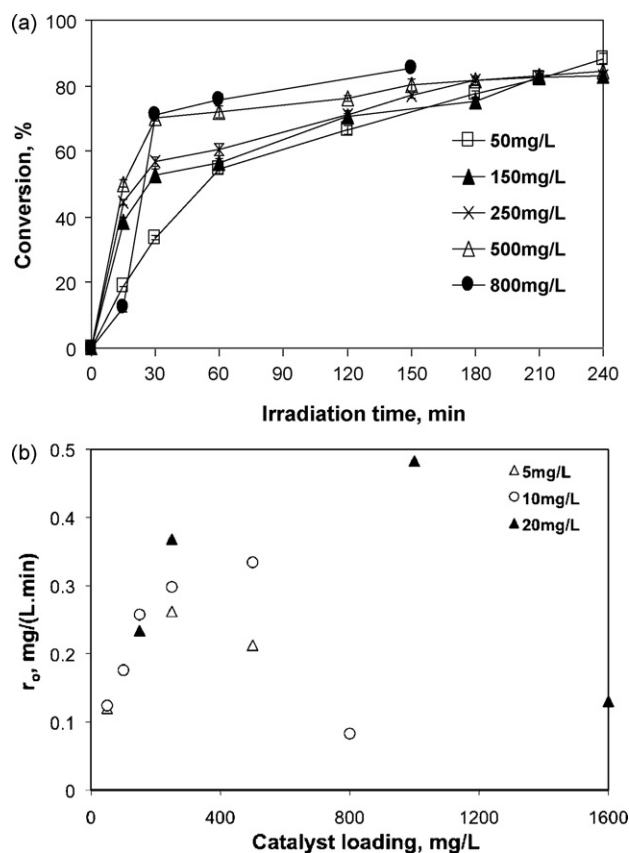 (a)
100
80
60
40
20
0
Conversion, %
50mg/L
150mg/L
250mg/L
500mg/L
800mg/L
0 30 60 90 120 150 180 210 240
Irradiation time, min
(b)
0.5
0.4
0.3
0.2
0.1
0
r₀, mg/(L.min)
5mg/L
10mg/L
20mg/L
0 400 800 1200 1600
Catalyst loading, mg/L